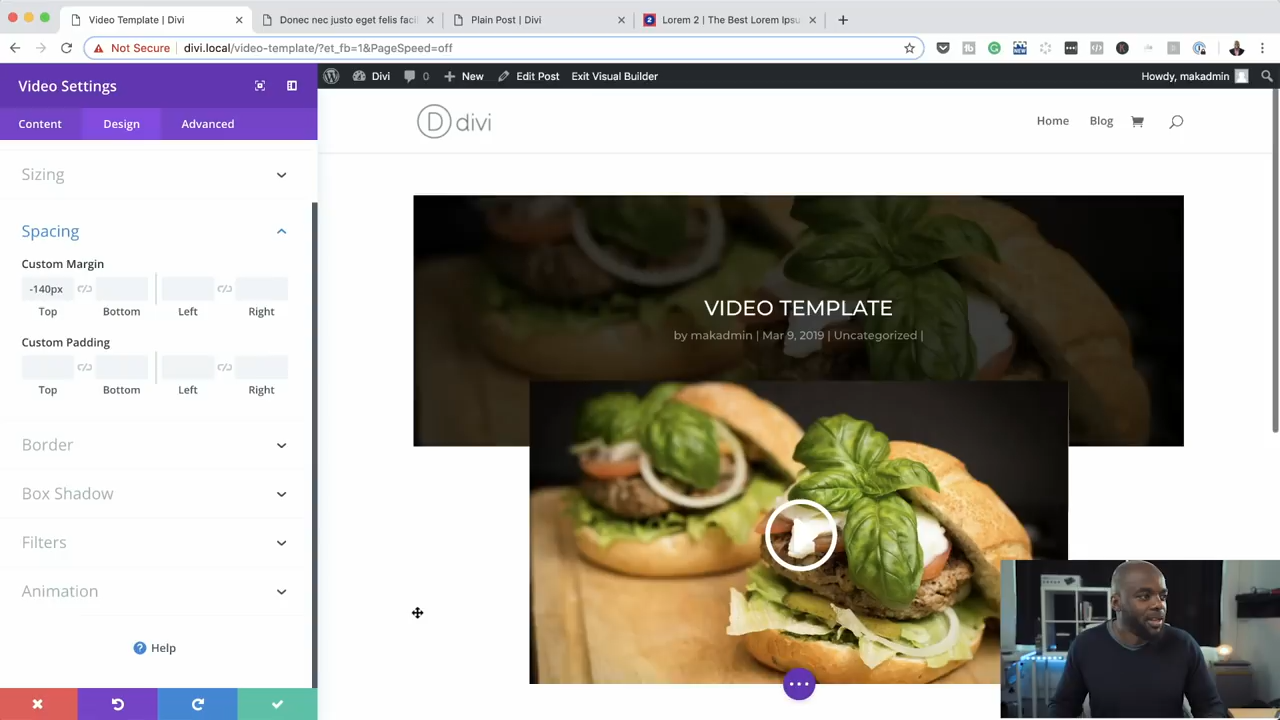 Video Template | Divi
Donec nec justo eget felis facil
Plain Post | Divi
2 Lorem 2 | The Best Lorem Ipsu
Not Secure | divi.local/video-template/?et_fb=1&PageSpeed=off
Video Settings
Divi
0
New
Edit Post
Exit Visual Builder
Howdy, makadmin
Content
Design
Advanced
D divi
Home
Blog
Sizing
Spacing
Custom Margin
-140px
Top
Bottom
Left
Right
Custom Padding
Top
Bottom
Left
Right
Border
Box Shadow
Filters
Animation
? Help
VIDEO TEMPLATE
by makadmin | Mar 9, 2019 | Uncategorized |